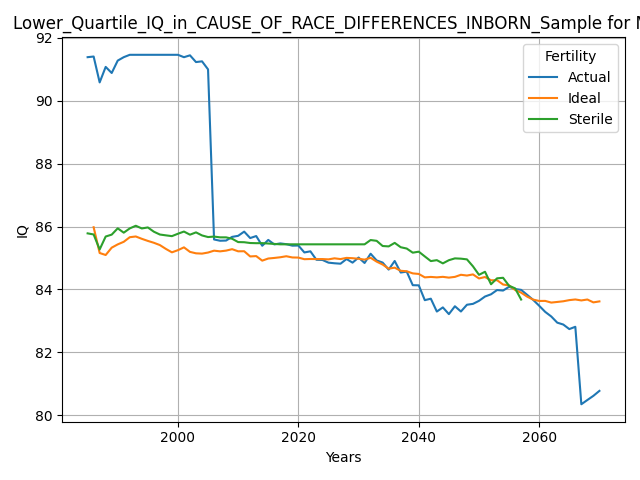 Lower_Quartile_IQ_in_CAUSE_OF_RACE_DIFFERENCES_INBORN_Sample for
92
90
88
86
84
82
80
IQ
Fertility
Actual
Ideal
Sterile
2000
2020
2040
2060
Years